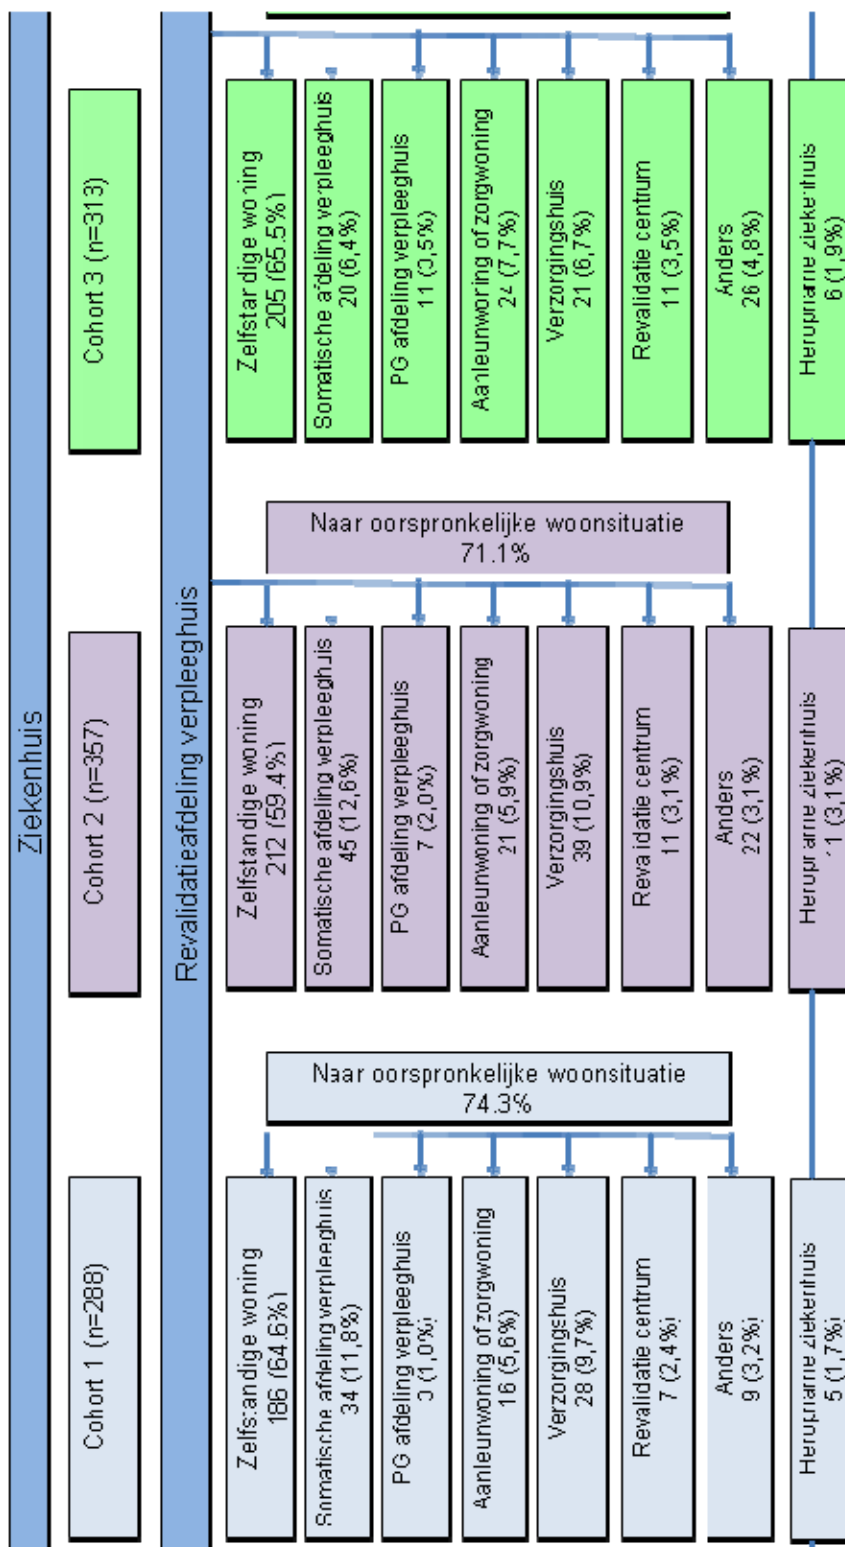 Ziekenhuis
Cohort 1 (n=288)
Cohort 2 (n=357)
Cohort 3 (n=313)
Revalidatieafdeling verpleeghuis
Zelfstandige woning
186 (64.6%)
Somatische afdeling verpleeghuis
34 (11,8%)
PG afdeling verpleeghuis
3 (1,0%)
Aanleunwoning of zorgwoning
16 (5,6%)
Verzorgingshuis
28 (9,7%)
Revalidatie centrum
7 (2,4%)
Anders
9 (3,2%)
Heropname ziekenhuis
5 (1,7%)
Naar oorspronkelijke woonsituatie
74.3%
Zelfstandige woning
212 (59.4%)
Somatische afdeling verpleeghuis
45 (12,6%)
PG afdeling verpleeghuis
7 (2,0%)
Aanleunwoning of zorgwoning
21 (5,9%)
Verzorgingshuis
39 (10,9%)
Revalidatie centrum
11 (3,1%)
Anders
22 (3,1%)
Heropname ziekenhuis
11 (3,1%)
Naar oorspronkelijke woonsituatie
71.1%
Zelfstandige woning
205 (65.5%)
Somatische afdeling verpleeghuis
20 (6,4%)
PG afdeling verpleeghuis
11 (3,5%)
Aanleunwoning of zorgwoning
24 (7,7%)
Verzorgingshuis
21 (6,7%)
Revalidatie centrum
11 (3,5%)
Anders
26 (4,8%)
Heropname ziekenhuis
6 (1,9%)